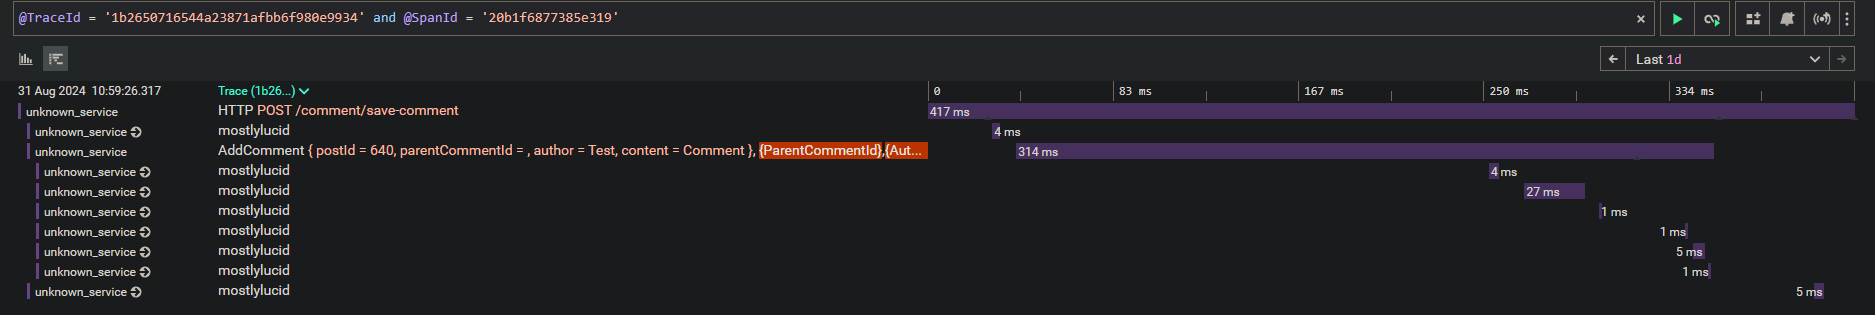 @TraceId = '1b2650716544a23871afbb6f980e9934' and @SpanId = '20b1f6877385e319'
Last 1d
31 Aug 2024 10:59:26.317 Trace (1b26...) 0 83 ms 167 ms 250 ms 334 ms
unknown_service HTTP POST /comment/save-comment 417 ms
unknown_service mostlylucid 4 ms
unknown_service AddComment { postId = 640, parentCommentId = , author = Test, content = Comment }, {ParentCommentId},{Aut... 314 ms
unknown_service mostlylucid 4 ms
unknown_service mostlylucid 27 ms
unknown_service mostlylucid 1 ms
unknown_service mostlylucid 1 ms
unknown_service mostlylucid 5 ms
unknown_service mostlylucid 1 ms
unknown_service mostlylucid 5 ms